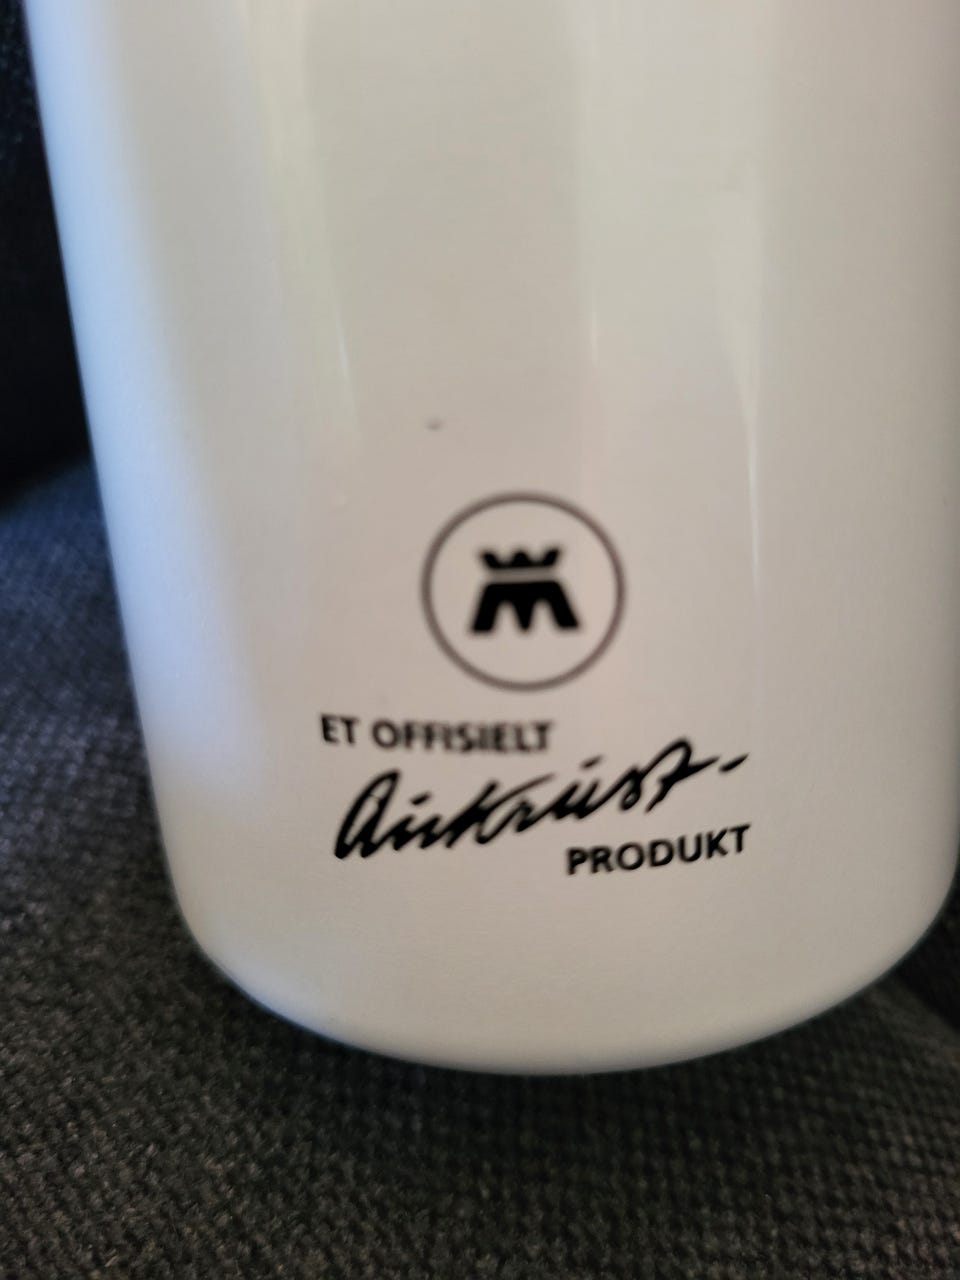 ET OFFISIELT
Aukrust-
PRODUKT